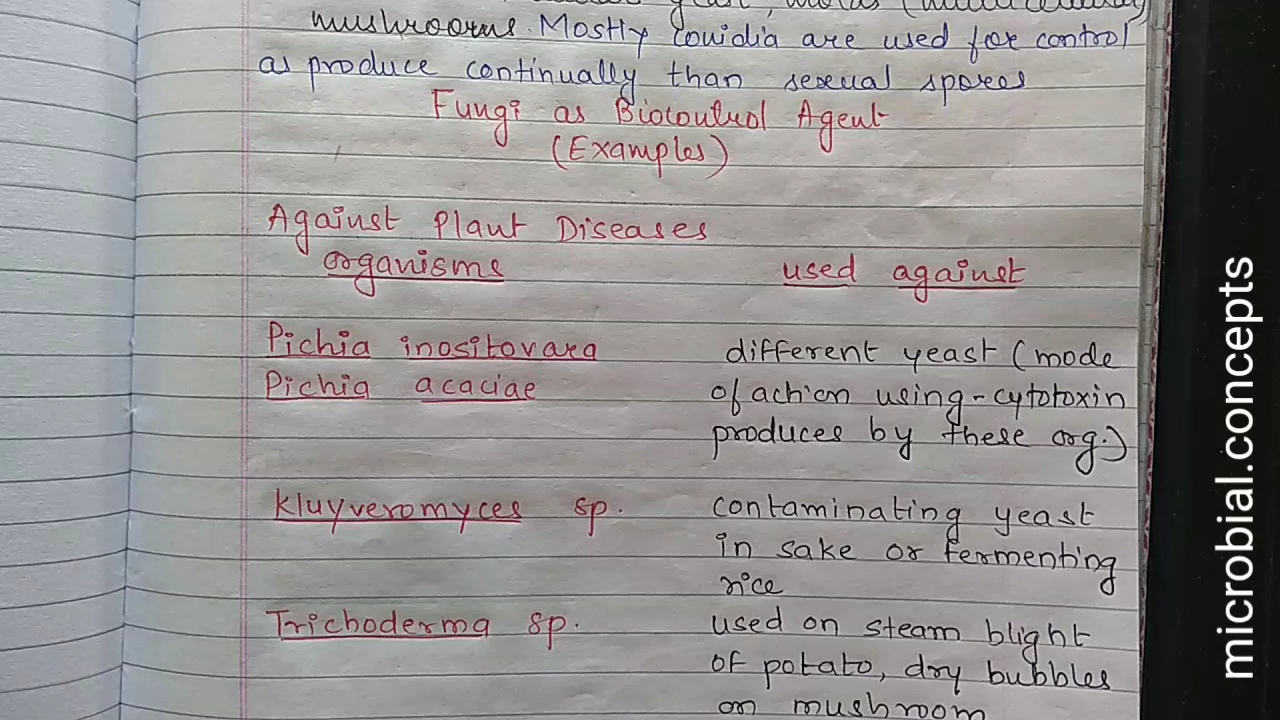 yeast, molds (
mushrooms. Mostly conidia are used for control
as produce continually than sexual spores
Fungi as Biocontrol Agent
(Examples)
Against Plant Diseases
organisms used against
Pichia inositovara different yeast (mode
Pichia acaciae of action using-cytotoxin
produces by these org.)
Kluyveromyces sp. contaminating yeast
in sake or fermenting
rice
Trichoderma sp. used on steam blight
of potato, dry bubbles
on mushroom
microbial.concepts